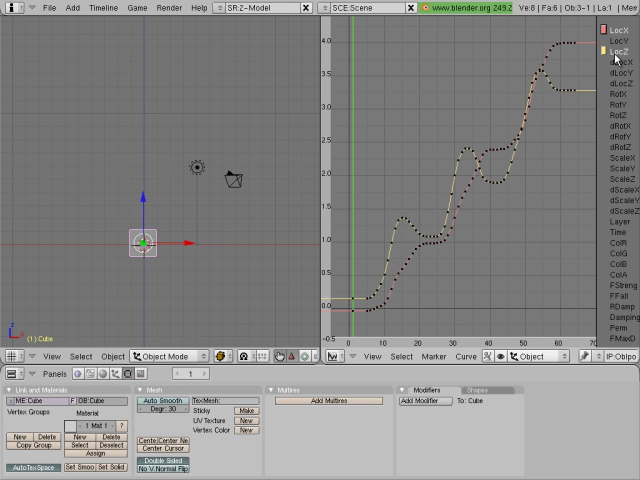 File Add Timeline Game Render Help SR:2-Model X SCE:Scene X www.blender.org 249.2 Ve:8 | Fa:6 | Ob:3-1 | La:1 | Mer
LocX
LocY
LocZ
dLocX
dLocY
dLocZ
RotX
RotY
RotZ
dRotX
dRotY
dRotZ
ScaleX
ScaleY
ScaleZ
dScaleX
dScaleY
dScaleZ
Layer
Time
ColR
ColG
ColB
ColA
FStreng
FFall
RDamp
Damping
Perm
FMaxD
4.0
3.5
3.0
2.5
2.0
1.5
1.0
0.5
0.0
-0.5
0 10 20 30 40 50 60 70
z
x
(1) Cube
View Select Object Object Mode
View Select Marker Curve Object IP:ObIpo
Panels 1
Link and Materials
ME:Cube F OB:Cube
Vertex Groups
Material
1 Mat 1 ?
New Delete New Delete
Copy Group Select Deselect
Assign
AutoTexSpace Set Smoo Set Solid
Mesh
Auto Smooth
Degr: 30
TexMesh:
Sticky Make
UV Texture New
Vertex Color New
Cente Center Ne
Center Cursor
Double Sided
No V.Normal Flip
Multires
Add Multires
Modifiers Shapes
Add Modifier To: Cube